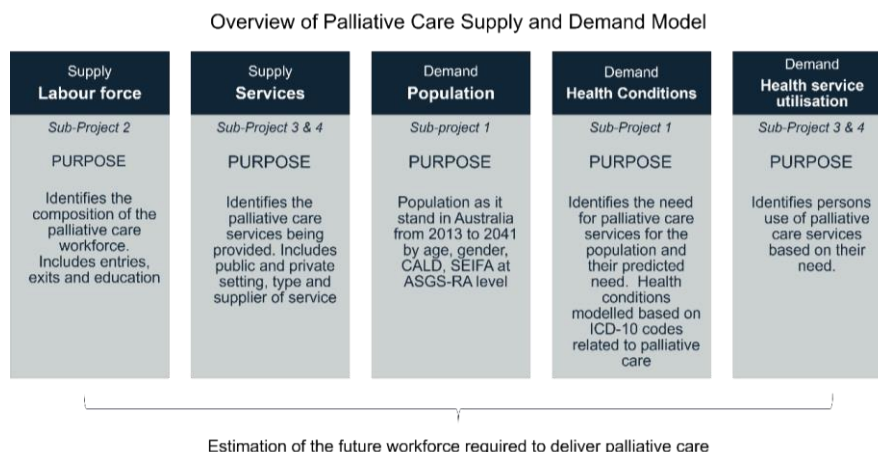 Overview of Palliative Care Supply and Demand Model
Supply
Labour force
Sub-Project 2
PURPOSE
Identifies the
composition of the
palliative care
workforce.
Includes entries,
exits and education
Supply
Services
Sub-Project 3 & 4
PURPOSE
Identifies the
palliative care
services being
provided. Includes
public and private
setting, type and
supplier of service
Demand
Population
Sub-project 1
PURPOSE
Population as it
stand in Australia
from 2013 to 2041
by age, gender,
CALD, SEIFA at
ASGS-RA level
Demand
Health Conditions
Sub-Project 1
PURPOSE
Identifies the need
for palliative care
services for the
population and
their predicted
need. Health
conditions
modelled based on
ICD-10 codes
related to palliative
care
Demand
Health service
utilisation
Sub-Project 3 & 4
PURPOSE
Identifies persons
use of palliative
care services
based on their
need.
Estimation of the future workforce required to deliver palliative care